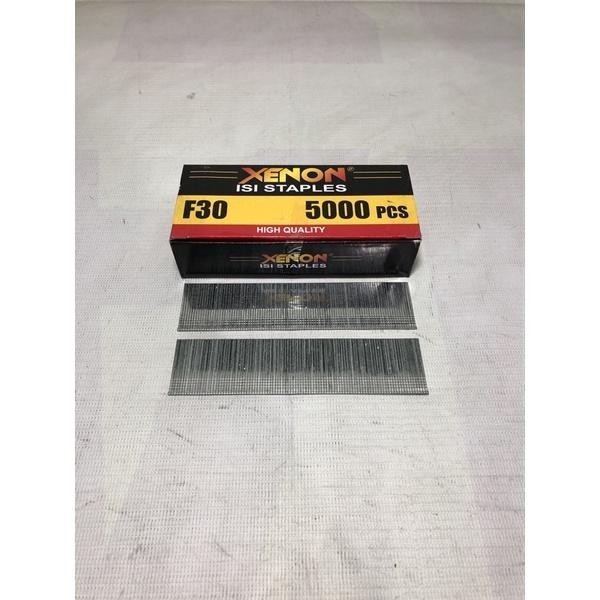 XENON®
ISI STAPLES
F30 5000 PCS
HIGH QUALITY
XENON
ISI STAPLES